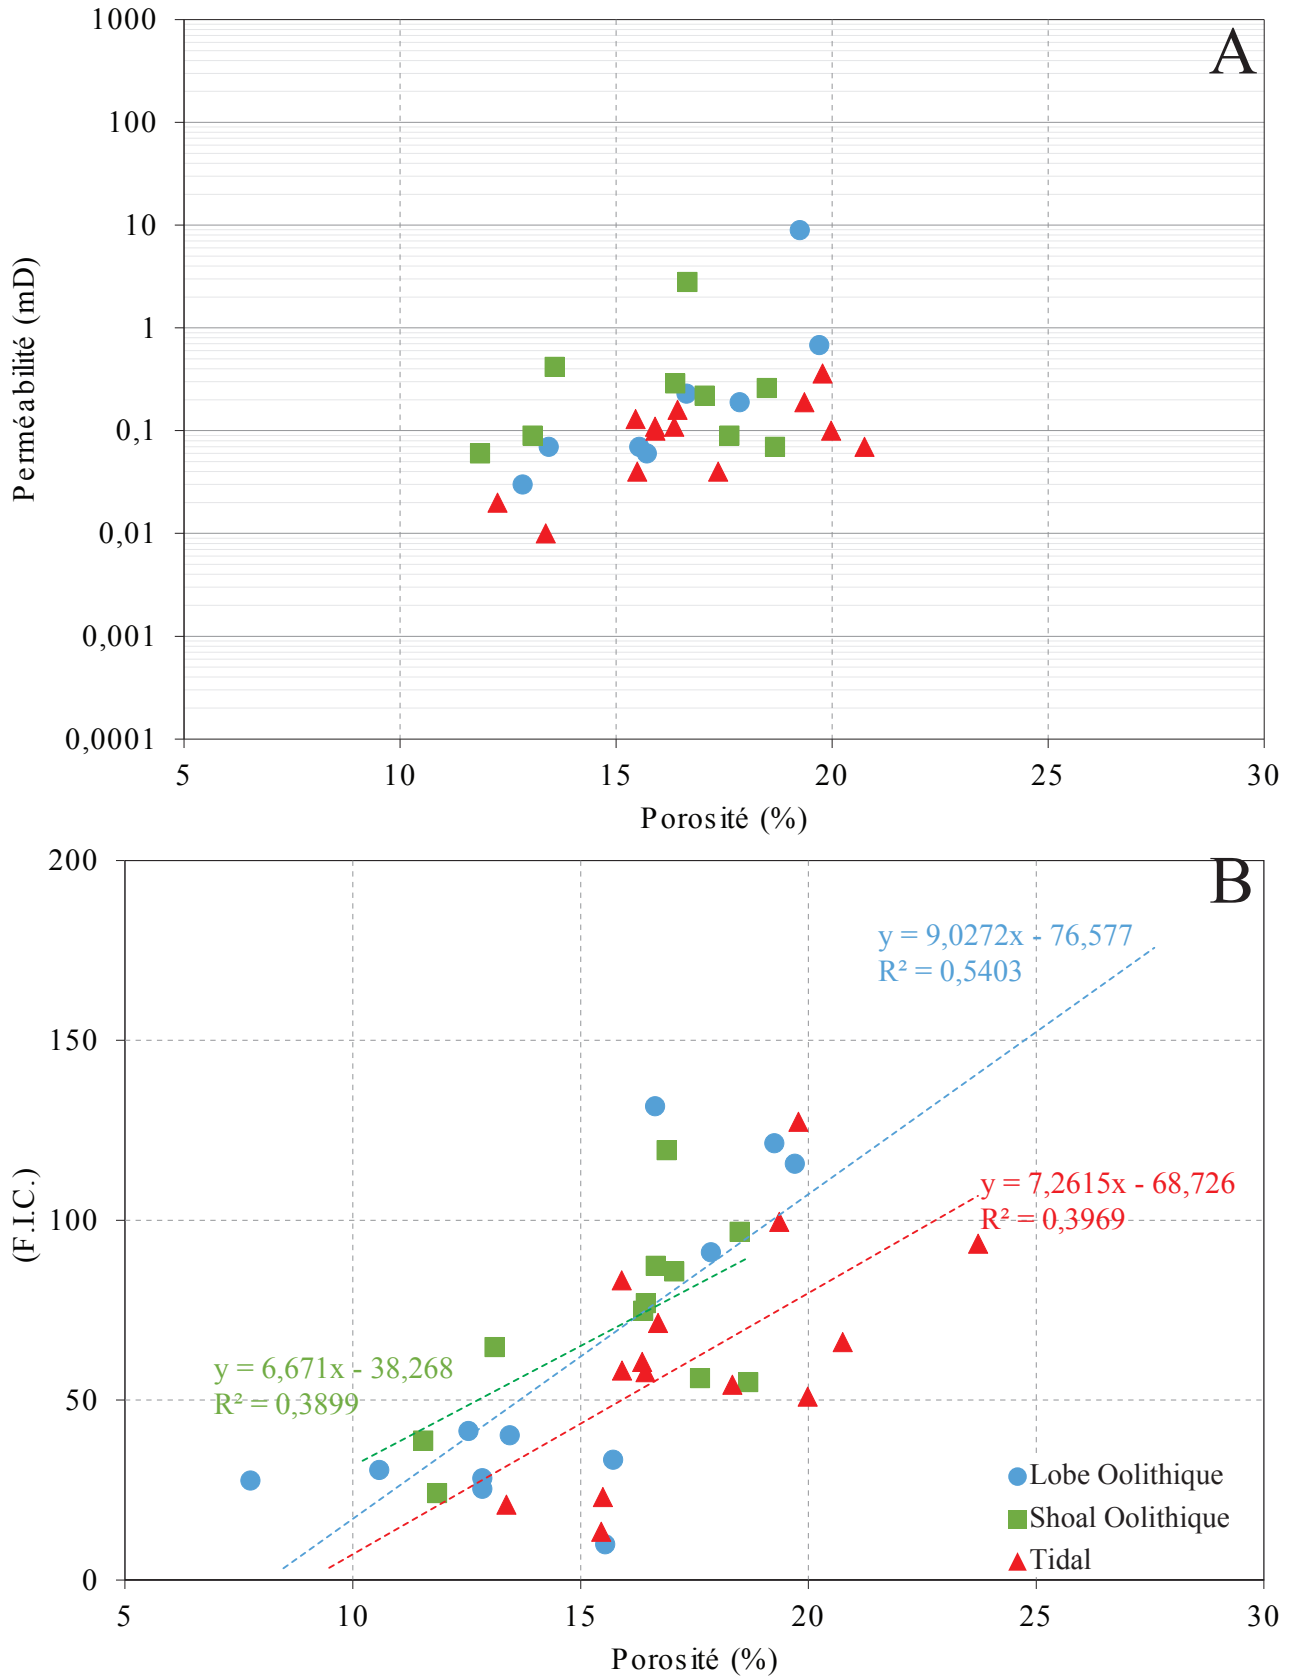 A
1000
100
10
1
0,1
0,01
0,001
0,0001
Perméabilité (mD)
5 10 15 20 25 30
Porosité (%)
B
200
150
100
50
0
(F.I.C.)
y = 9,0272x - 76,577
R² = 0,5403
y = 7,2615x - 68,726
R² = 0,3969
y = 6,671x - 38,268
R² = 0,3899
Lobe Oolithique
Shoal Oolithique
Tidal
5 10 15 20 25 30
Porosité (%)